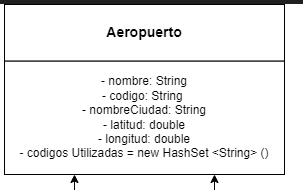 Aeropuerto
- nombre: String
- codigo: String
- nombreCiudad: String
- latitud: double
- longitud: double
- codigos Utilizadas = new HashSet <String> ()